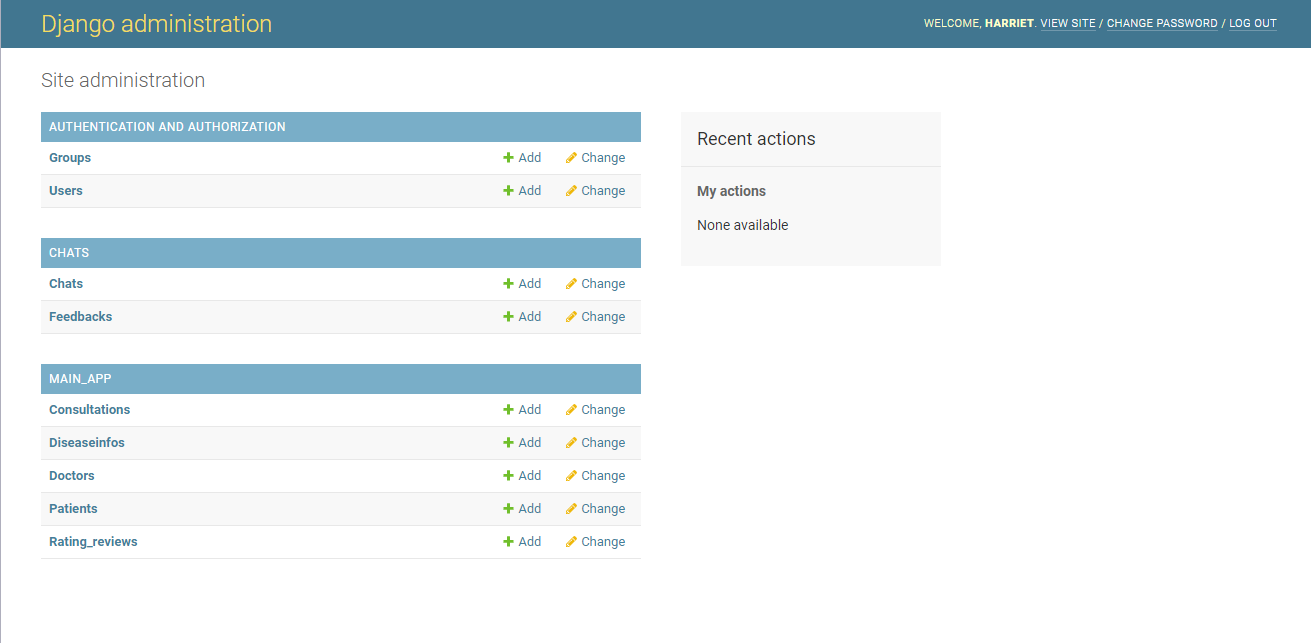 Django administration
WELCOME, HARRIET. VIEW SITE / CHANGE PASSWORD / LOG OUT
Site administration
AUTHENTICATION AND AUTHORIZATION
Groups Add Change
Users Add Change
CHATS
Chats Add Change
Feedbacks Add Change
MAIN_APP
Consultations Add Change
Diseaseinfos Add Change
Doctors Add Change
Patients Add Change
Rating_reviews Add Change
Recent actions
My actions
None available